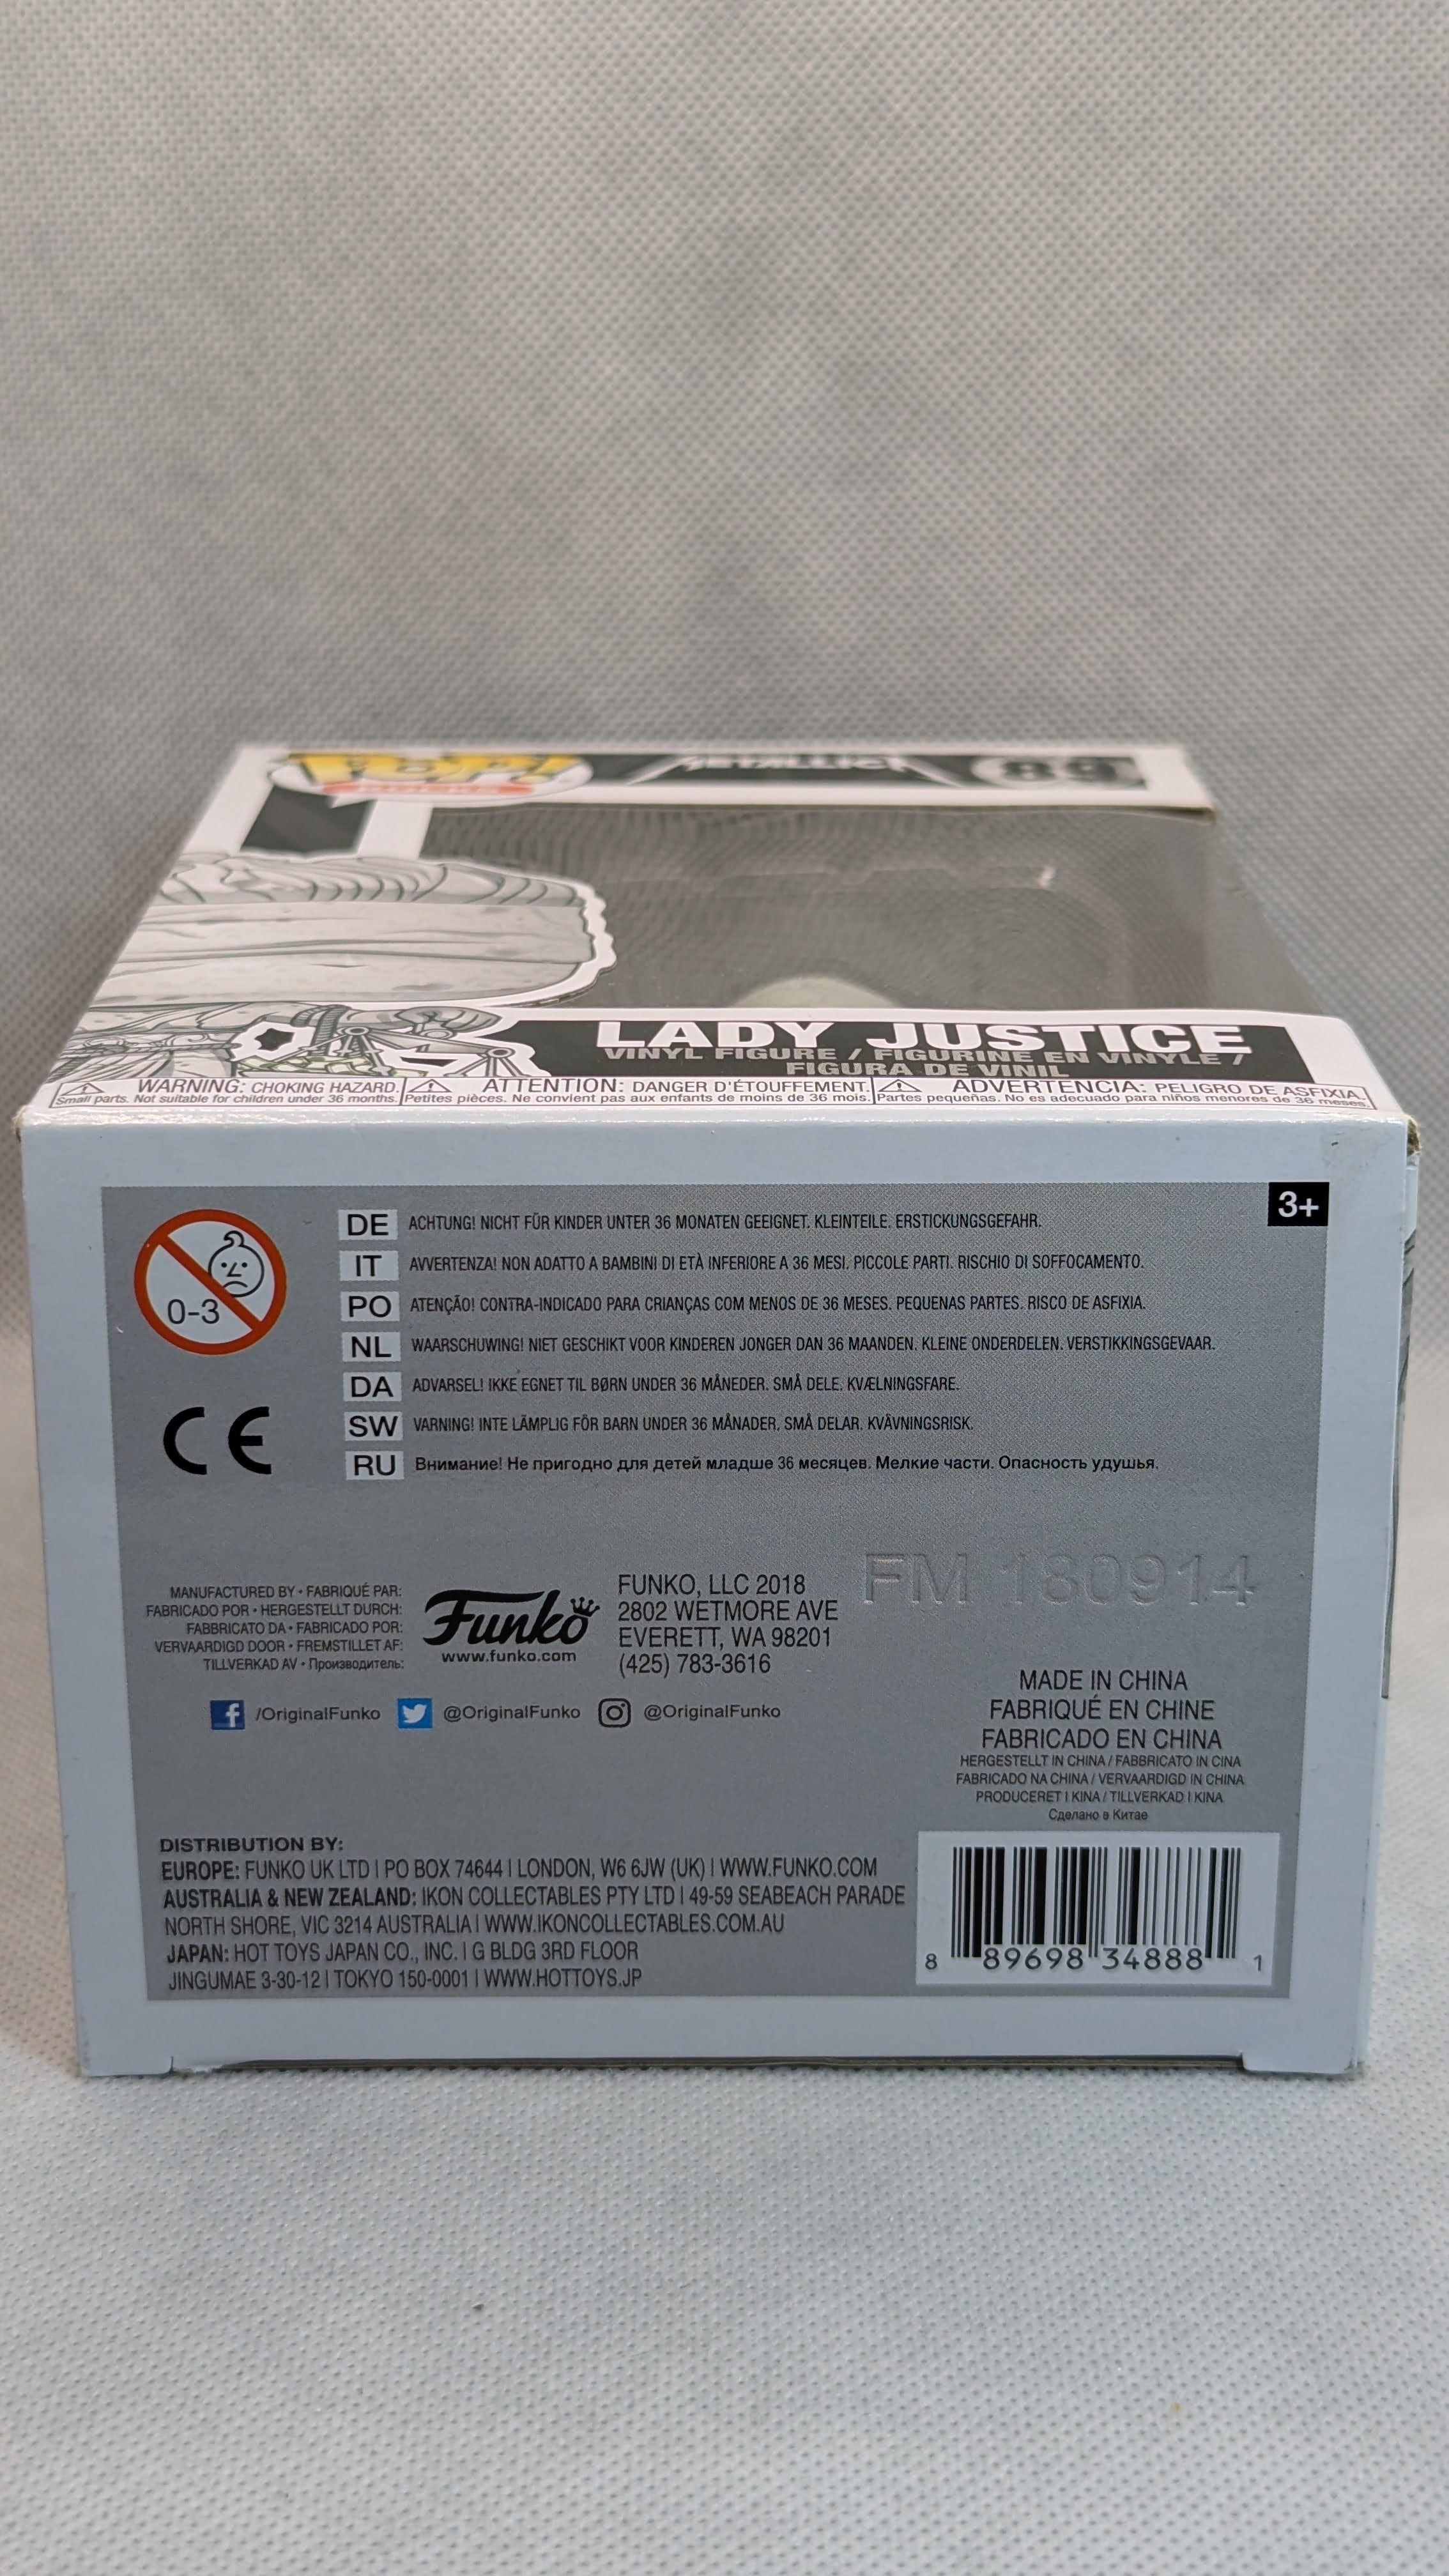 POP!
ROCKS
METALLICA
89
LADY JUSTICE
VINYL FIGURE / FIGURINE EN VINYLE /
FIGURA DE VINIL
WARNING: CHOKING HAZARD.
Small parts. Not suitable for children under 36 months.
ATTENTION: DANGER D'ÉTOUFFEMENT.
Petites pièces. Ne convient pas aux enfants de moins de 36 mois.
ADVERTENCIA: PELIGRO DE ASFIXIA.
Partes pequeñas. No es adecuado para niños menores de 36 meses.
3+
0-3
DE ACHTUNG! NICHT FÜR KINDER UNTER 36 MONATEN GEEIGNET. KLEINTEILE. ERSTICKUNGSGEFAHR.
IT AVVERTENZA! NON ADATTO A BAMBINI DI ETÀ INFERIORE A 36 MESI. PICCOLE PARTI. RISCHIO DI SOFFOCAMENTO.
PO ATENÇÃO! CONTRA-INDICADO PARA CRIANÇAS COM MENOS DE 36 MESES. PEQUENAS PARTES. RISCO DE ASFIXIA.
NL WAARSCHUWING! NIET GESCHIKT VOOR KINDEREN JONGER DAN 36 MAANDEN. KLEINE ONDERDELEN. VERSTIKKINGSGEVAAR.
DA ADVARSEL! IKKE EGNET TIL BØRN UNDER 36 MÅNEDER. SMÅ DELE. KVÆLNINGSFARE.
SW VARNING! INTE LÄMPLIG FÖR BARN UNDER 36 MÅNADER, SMÅ DELAR. KVÄVNINGSRISK.
RU Внимание! Не пригодно для детей младше 36 месяцев. Мелкие части. Опасность удушья.
CE
FM 180914
MANUFACTURED BY • FABRIQUÉ PAR:
FABRICADO POR • HERGESTELLT DURCH:
FABBRICATO DA • FABRICADO POR:
VERVAARDIGD DOOR • FREMSTILLET AF:
TILLVERKAD AV • Производитель:
Funko
www.funko.com
FUNKO, LLC 2018
2802 WETMORE AVE
EVERETT, WA 98201
(425) 783-3616
/OriginalFunko @OriginalFunko @OriginalFunko
MADE IN CHINA
FABRIQUÉ EN CHINE
FABRICADO EN CHINA
HERGESTELLT IN CHINA / FABBRICATO IN CINA
FABRICADO NA CHINA / VERVAARDIGD IN CHINA
PRODUCERET I KINA / TILLVERKAD I KINA
Сделано в Китае
DISTRIBUTION BY:
EUROPE: FUNKO UK LTD | PO BOX 74644 | LONDON, W6 6JW (UK) | WWW.FUNKO.COM
AUSTRALIA & NEW ZEALAND: IKON COLLECTABLES PTY LTD | 49-59 SEABEACH PARADE
NORTH SHORE, VIC 3214 AUSTRALIA | WWW.IKONCOLLECTABLES.COM.AU
JAPAN: HOT TOYS JAPAN CO., INC. | G BLDG 3RD FLOOR
JINGUMAE 3-30-12 | TOKYO 150-0001 | WWW.HOTTOYS.JP
8 89698 34888 1